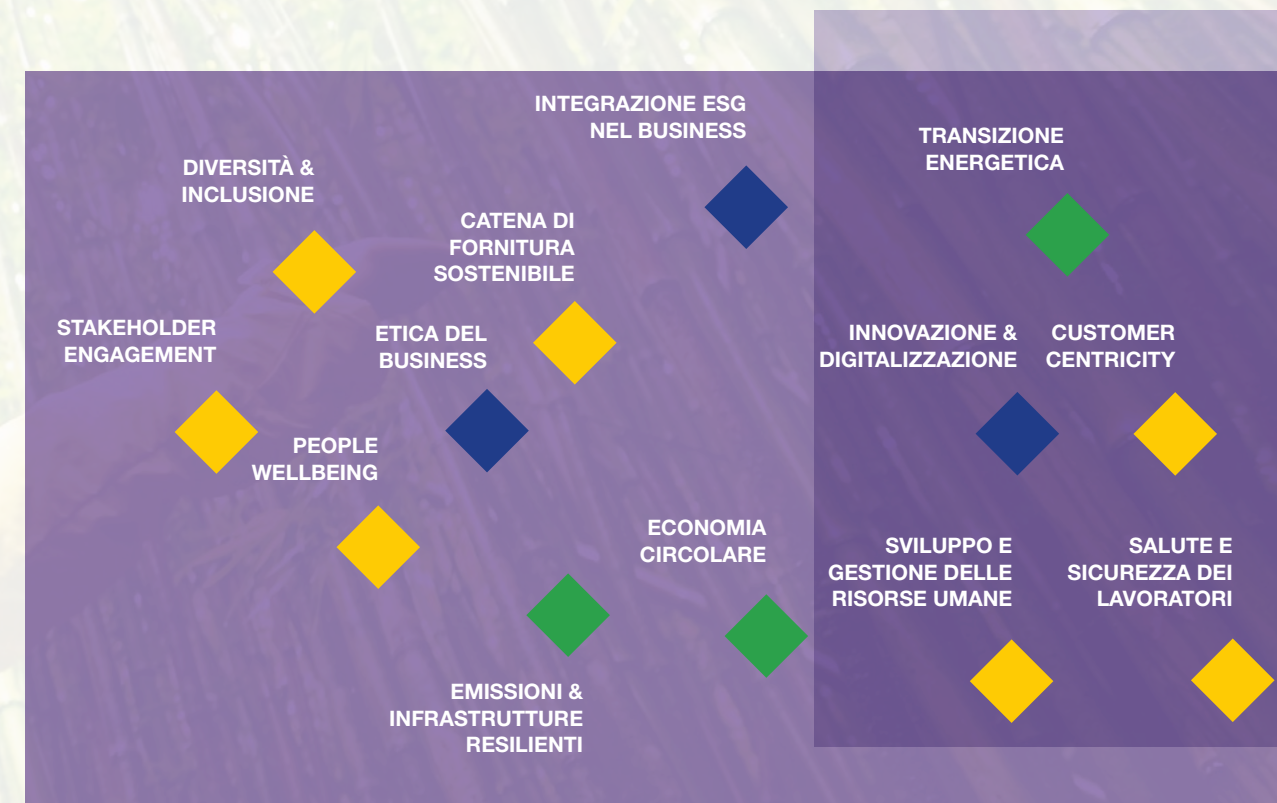 INTEGRAZIONE ESG
NEL BUSINESS
TRANSIZIONE
ENERGETICA
DIVERSITÀ &
INCLUSIONE
CATENA DI
FORNITURA
SOSTENIBILE
STAKEHOLDER
ENGAGEMENT
ETICA DEL
BUSINESS
INNOVAZIONE &
DIGITALIZZAZIONE
CUSTOMER
CENTRICITY
PEOPLE
WELLBEING
ECONOMIA
CIRCOLARE
SVILUPPO E
GESTIONE DELLE
RISORSE UMANE
SALUTE E
SICUREZZA DEI
LAVORATORI
EMISSIONI &
INFRASTRUTTURE
RESILIENTI